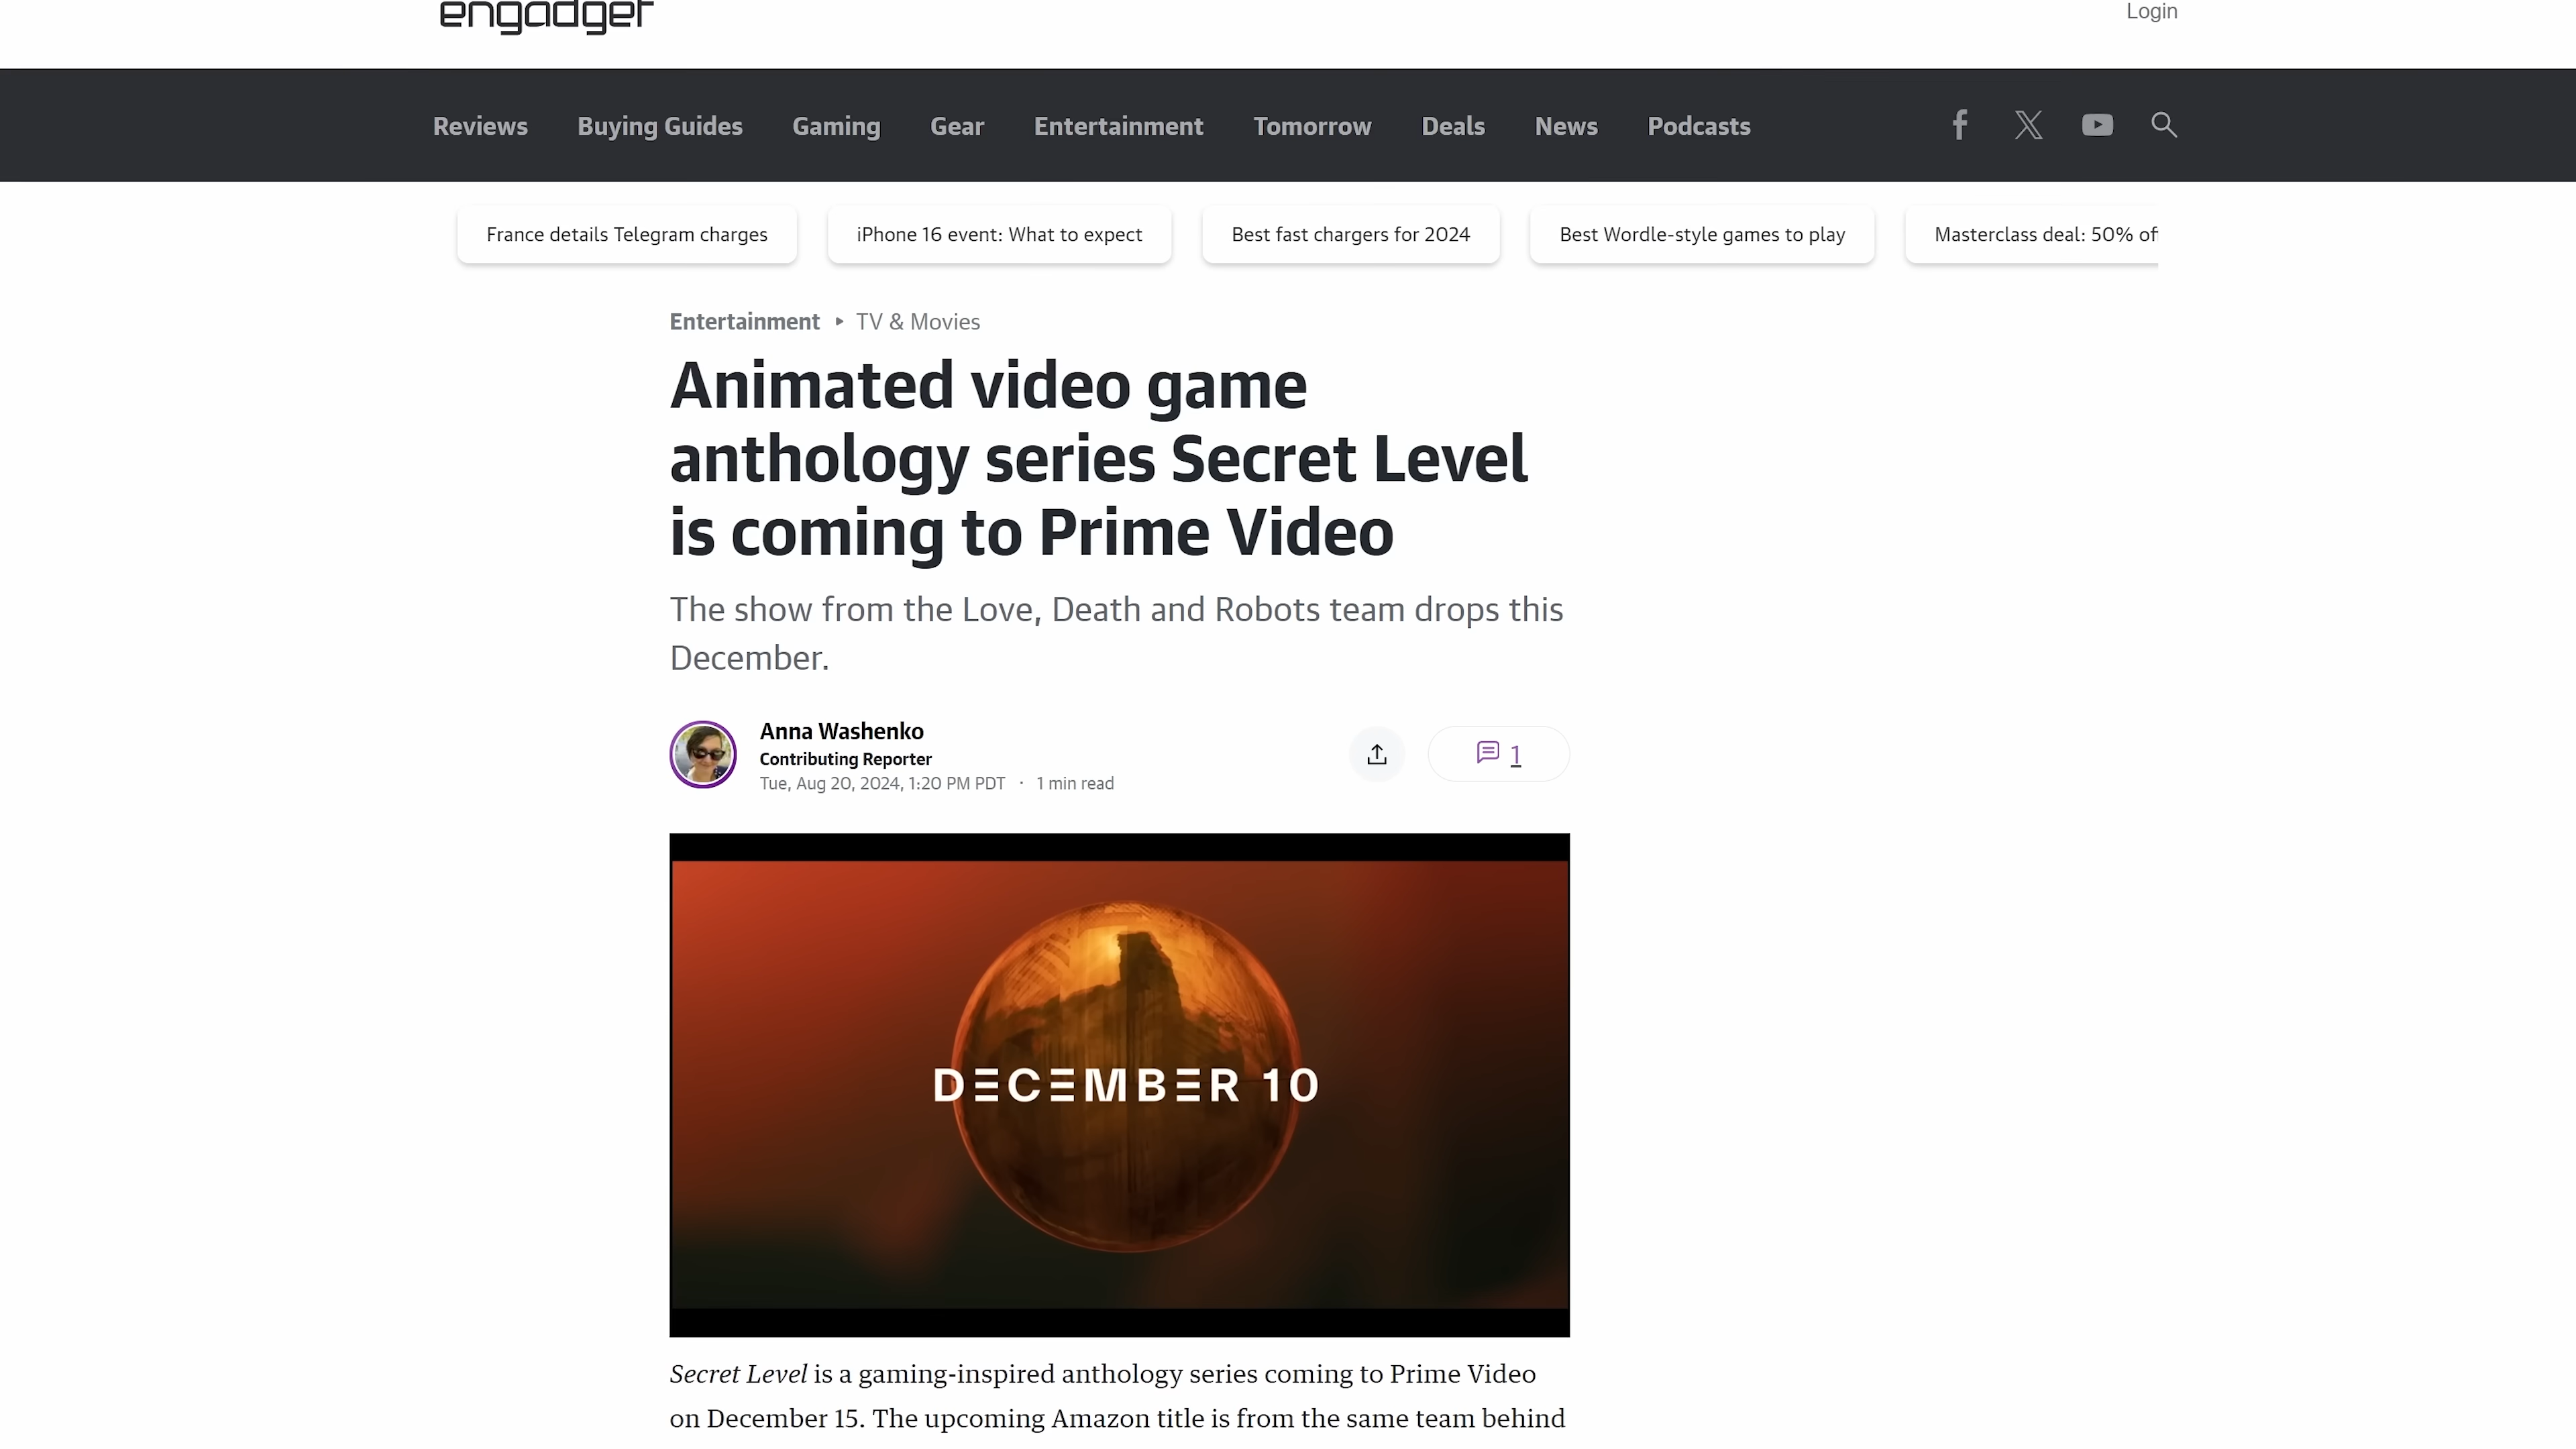 engadget
Login
Reviews Buying Guides Gaming Gear Entertainment Tomorrow Deals News Podcasts
France details Telegram charges iPhone 16 event: What to expect Best fast chargers for 2024 Best Wordle-style games to play Masterclass deal: 50% of
Entertainment TV & Movies
Animated video game
anthology series Secret Level
is coming to Prime Video
The show from the Love, Death and Robots team drops this
December.
Anna Washenko
Contributing Reporter
Tue, Aug 20, 2024, 1:20 PM PDT · 1 min read
1
DECEMBER 10
Secret Level is a gaming-inspired anthology series coming to Prime Video
on December 15. The upcoming Amazon title is from the same team behind